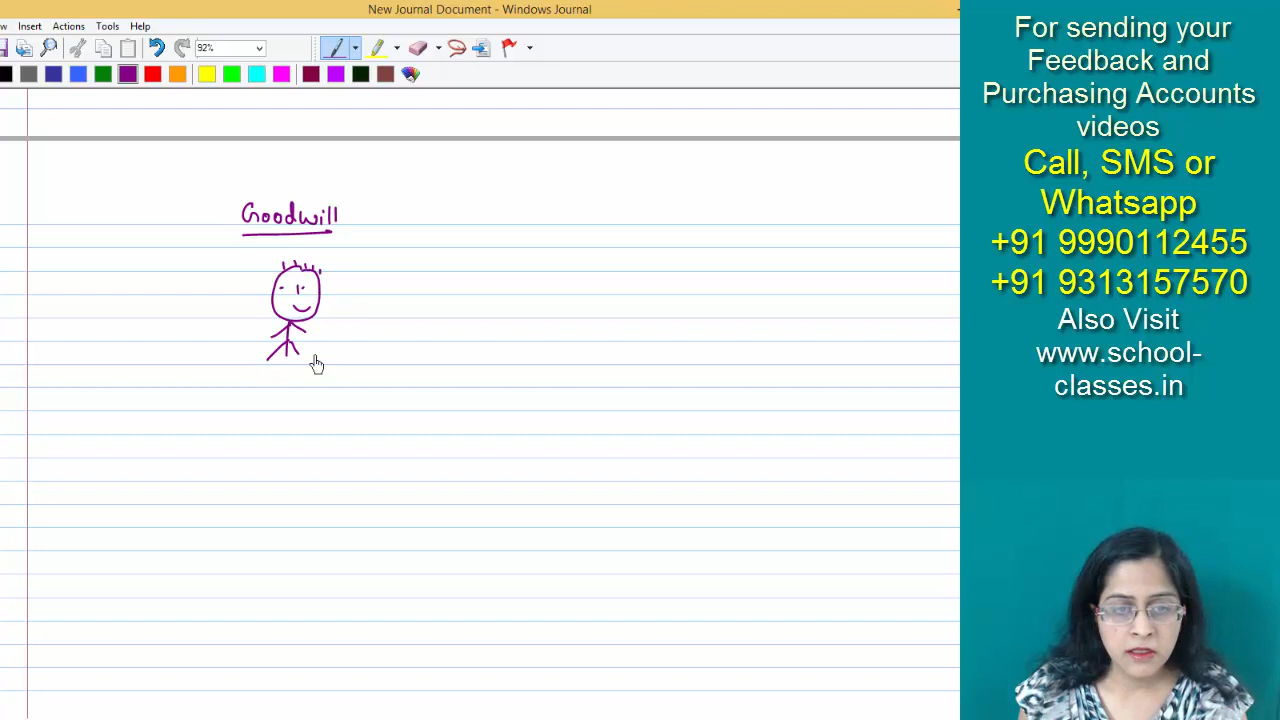 New Journal Document - Windows Journal
Insert Actions Tools Help
92%
Goodwill
For sending your
Feedback and
Purchasing Accounts
videos
Call, SMS or
Whatsapp
+91 9990112455
+91 9313157570
Also Visit
www.school-
classes.in